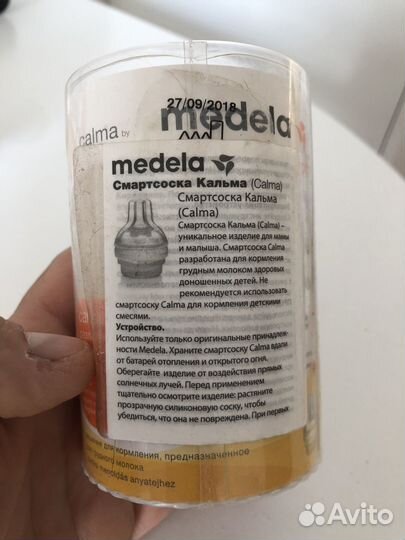 27/09/2018
calma by medela
medela
Смартсоска Кальма (Calma)
Смартсоска Кальма
(Calma)
Смартсоска Кальма (Calma) –
уникальное изделие для мамы
и малыша. Смартсоска Calma
разработана для кормления
грудным молоком здоровых
доношенных детей. Не
рекомендуется использовать
смартсоску Calma для кормления детскими
смесями.
Устройство.
Используйте только оригинальные принадлеж-
ности Medela. Храните смартсоску Calma вдали
от батарей отопления и открытого огня.
Оберегайте изделие от воздействия прямых
солнечных лучей. Перед применением
тщательно осмотрите изделие: растяните
прозрачную силиконовую соску, чтобы
убедиться, что она не повреждена. При первых
для кормления, предназначенное
грудного молока
megoldás anyatejhez
Avito